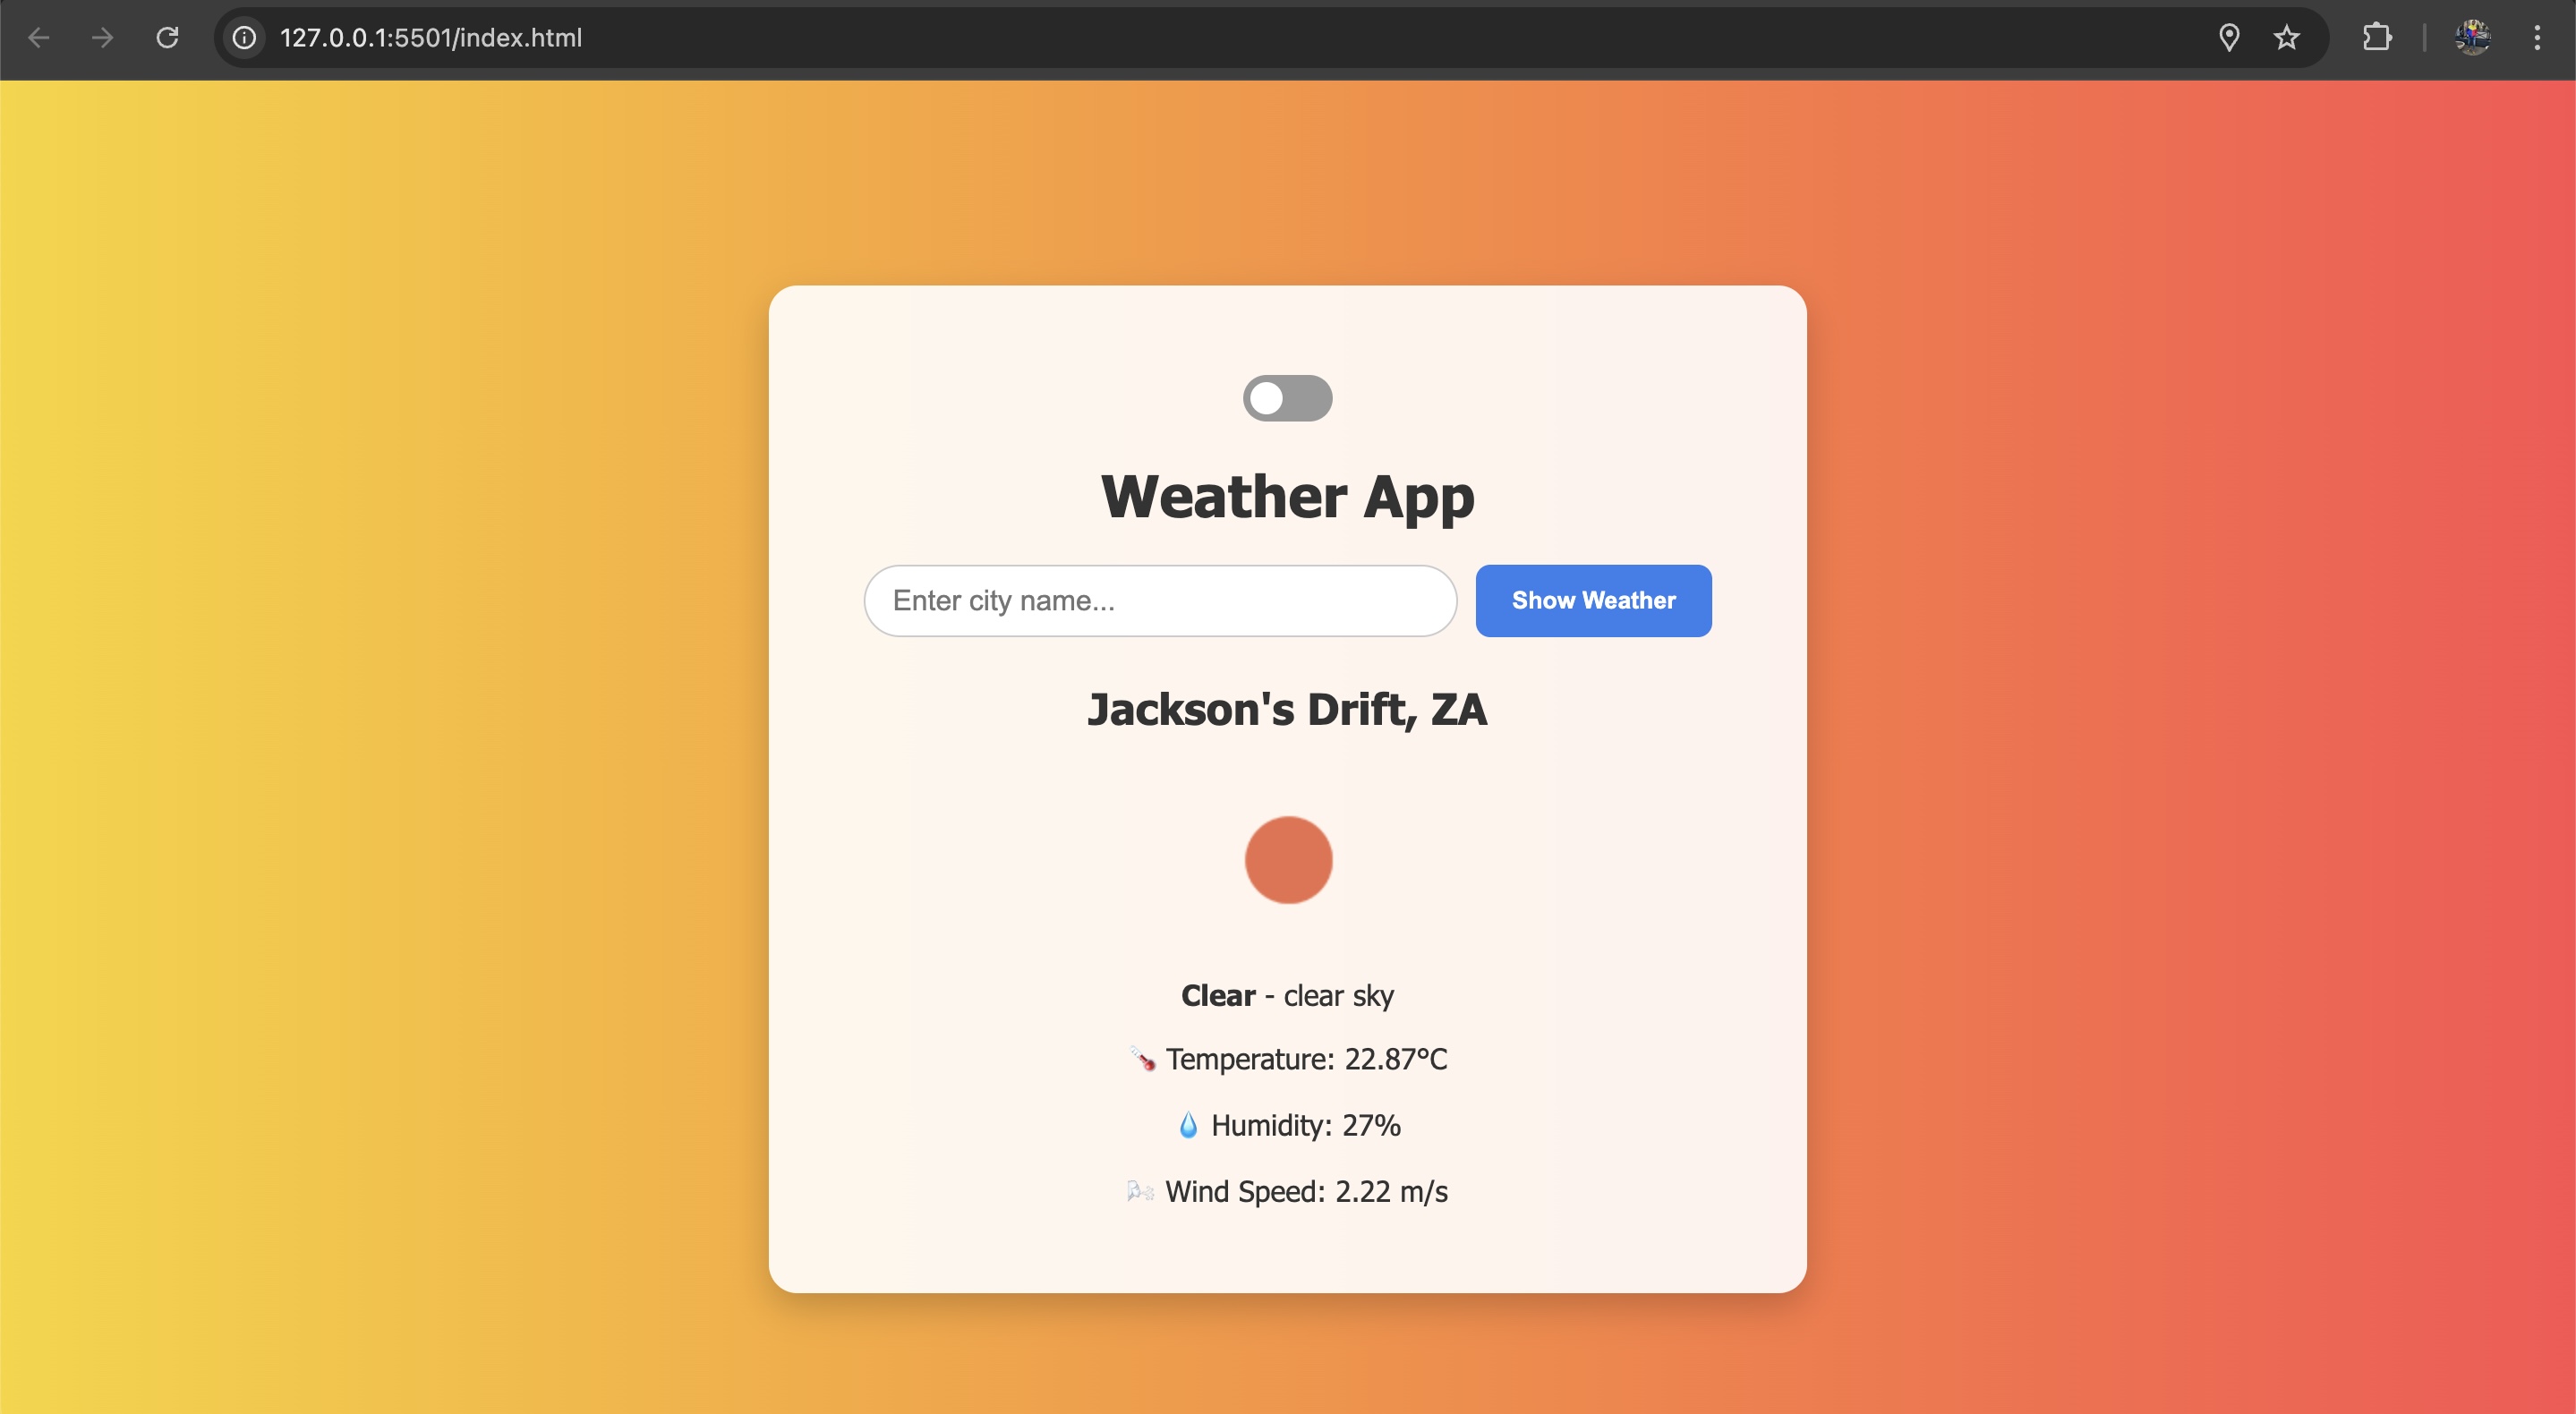 127.0.0.1:5501/index.html
Weather App
Enter city name...
Show Weather
Jackson's Drift, ZA
Clear - clear sky
🌡️ Temperature: 22.87°C
💧 Humidity: 27%
🌬️ Wind Speed: 2.22 m/s